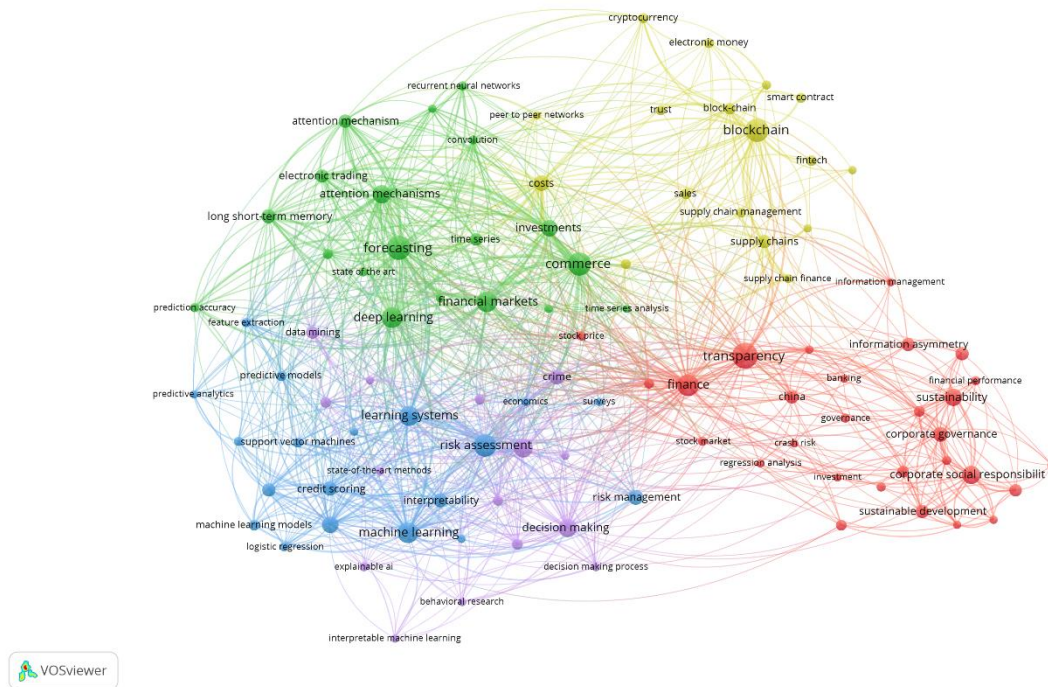 cryptocurrency
electronic money
recurrent neural networks
smart contract
block-chain
trust
peer to peer networks
attention mechanism
blockchain
convolution
fintech
electronic trading
costs
attention mechanisms
sales
long short-term memory
supply chain management
investments
time series
supply chains
forecasting
commerce
state of the art
supply chain finance
information management
financial markets
prediction accuracy
time series analysis
deep learning
feature extraction
data mining
stock price
information asymmetry
transparency
predictive models
crime
banking
financial performance
finance
predictive analytics
economics
surveys
china
sustainability
learning systems
governance
support vector machines
risk assessment
stock market
crash risk
corporate governance
regression analysis
state-of-the-art methods
investment
corporate social responsibilit
credit scoring
interpretability
risk management
sustainable development
machine learning models
machine learning
decision making
logistic regression
explainable ai
decision making process
behavioral research
interpretable machine learning
VOSviewer